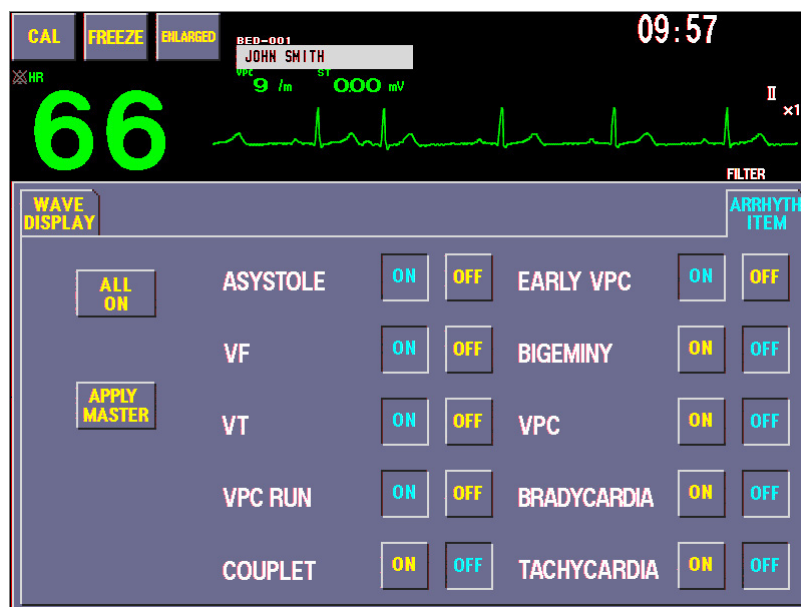 CAL FREEZE ENLARGED BED-001 09:57
JOHN SMITH
HR VPC 9 /m ST 0.00 mV
66
II
×1
FILTER
WAVE
DISPLAY
ARRHYTH
ITEM
ALL
ON
ASYSTOLE ON OFF EARLY VPC ON OFF
VF ON OFF BIGEMINY ON OFF
APPLY
MASTER
VT ON OFF VPC ON OFF
VPC RUN ON OFF BRADYCARDIA ON OFF
COUPLET ON OFF TACHYCARDIA ON OFF